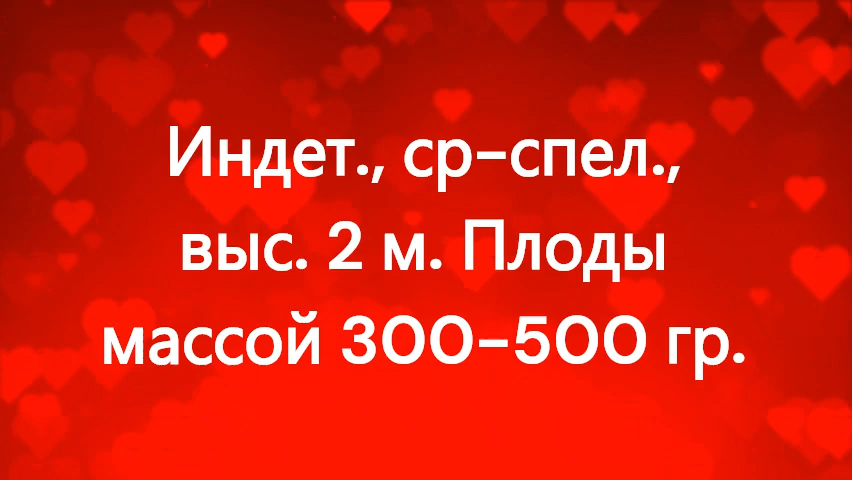 Индет., ср-спел.,
выс. 2 м. Плоды
массой 300-500 гр.